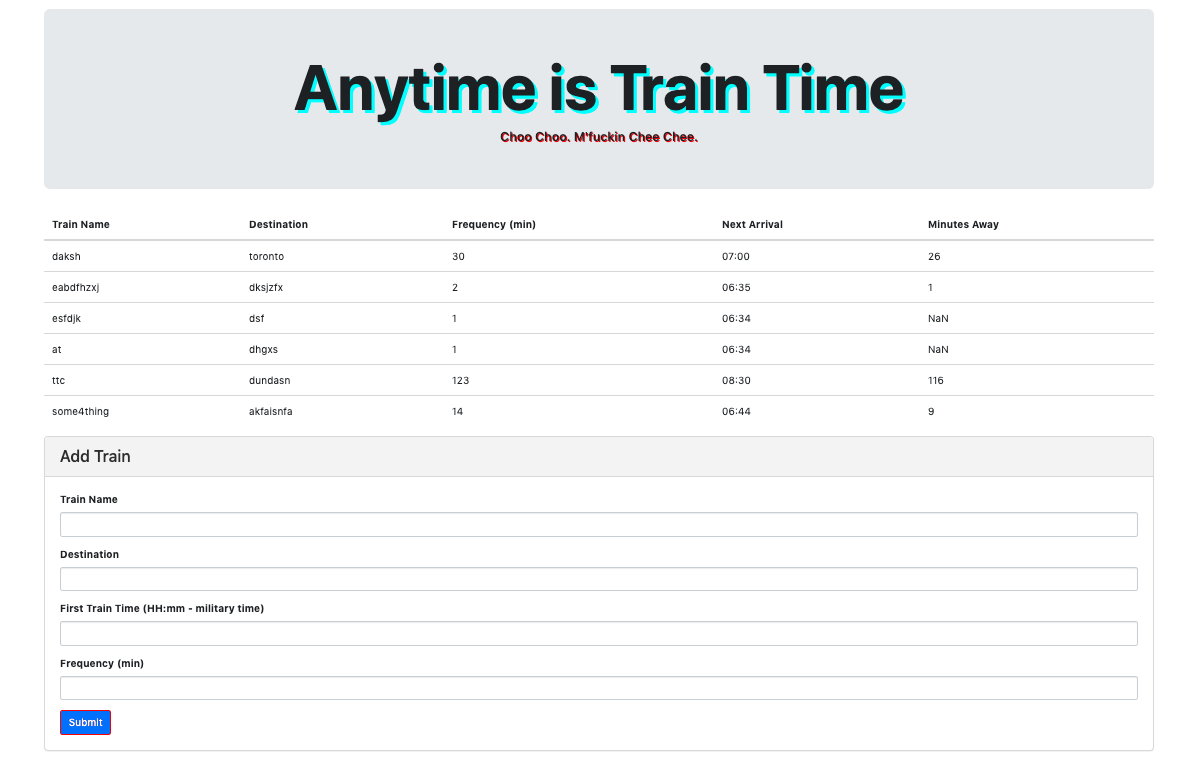 Anytime is Train Time
Choo Choo. M'fuckin Chee Chee.
Train Name Destination Frequency (min) Next Arrival Minutes Away
daksh toronto 30 07:00 26
eabdfhzxj dksjzfx 2 06:35 1
esfdjk dsf 1 06:34 NaN
at dhgxs 1 06:34 NaN
ttc dundasn 123 08:30 116
some4thing akfaisnfa 14 06:44 9
Add Train
Train Name
Destination
First Train Time (HH:mm - military time)
Frequency (min)
Submit